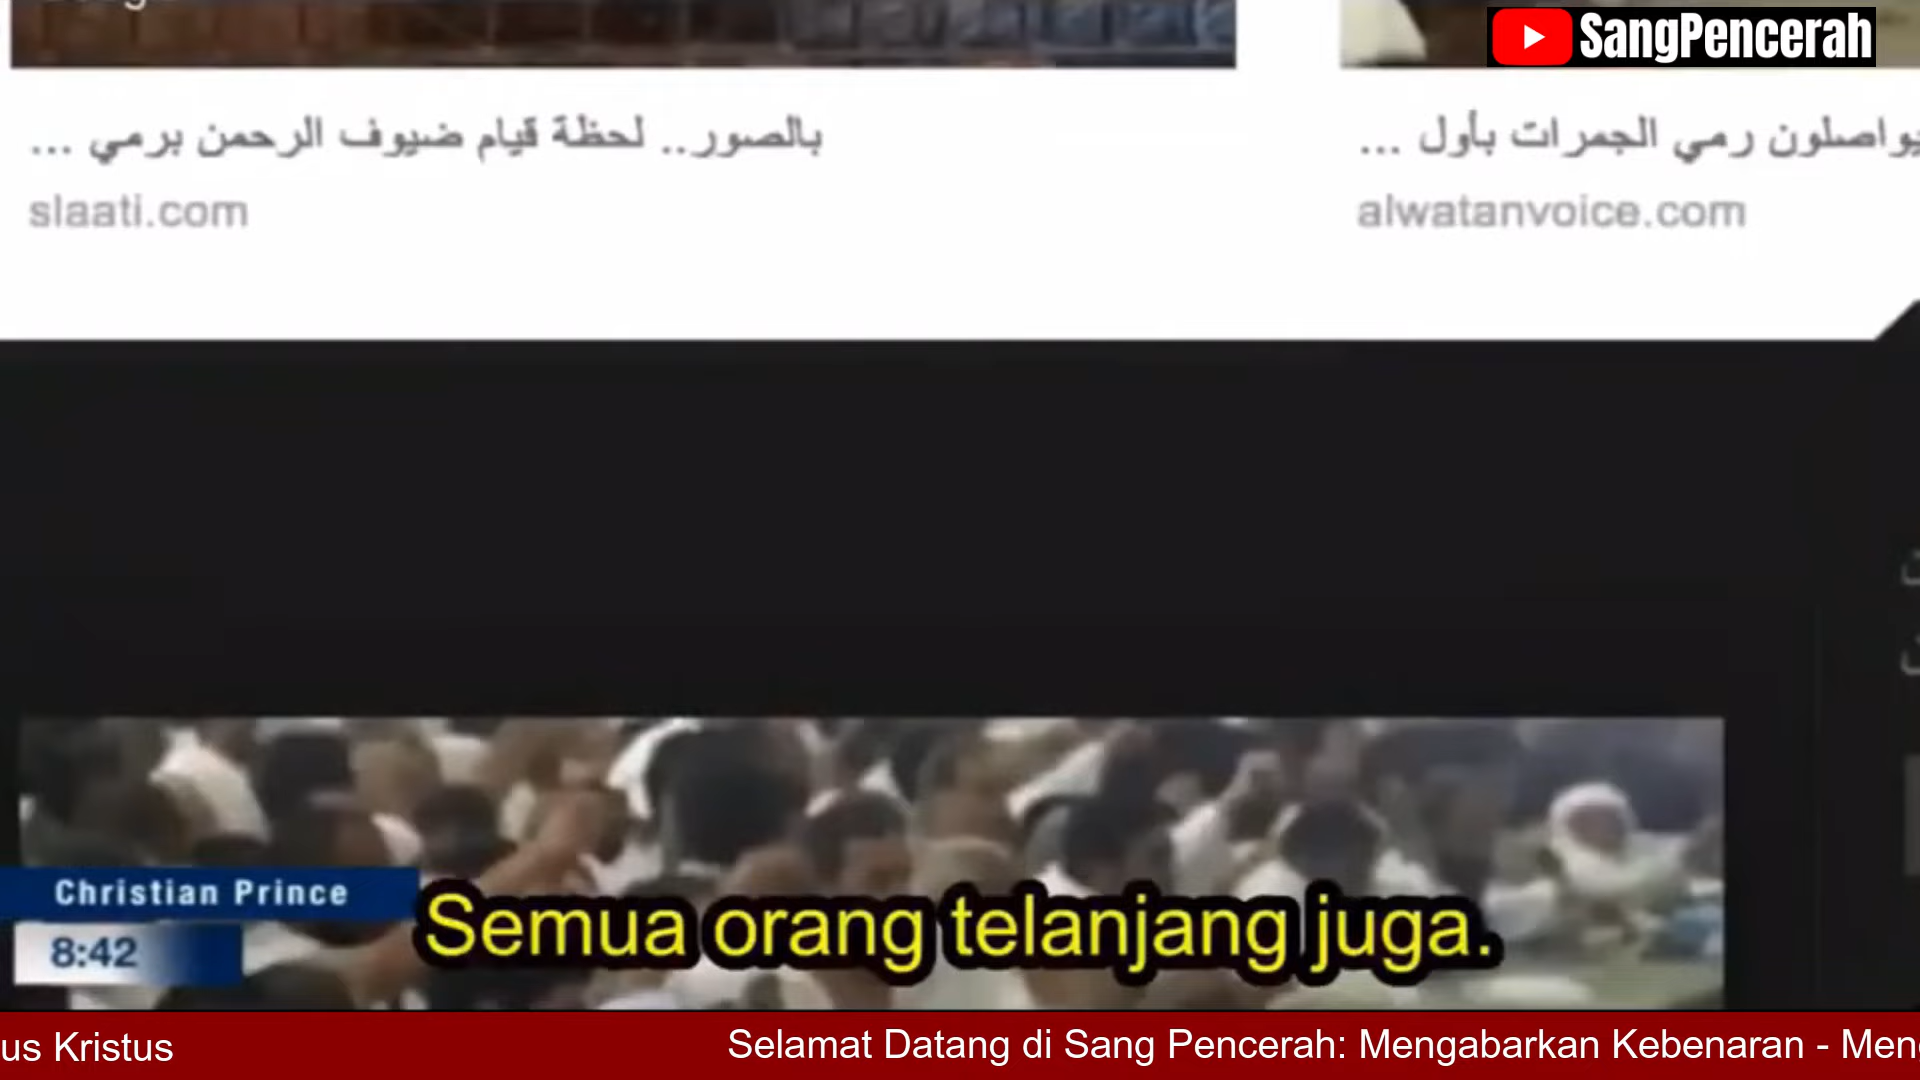 SangPencerah
بالصور.. لحظة قيام ضيوف الرحمن برمي ...
slaati.com
يواصلون رمي الجمرات بأول ...
alwatanvoice.com
Christian Prince
8:42
Semua orang telanjang juga.
us Kristus
Selamat Datang di Sang Pencerah: Mengabarkan Kebenaran - Men